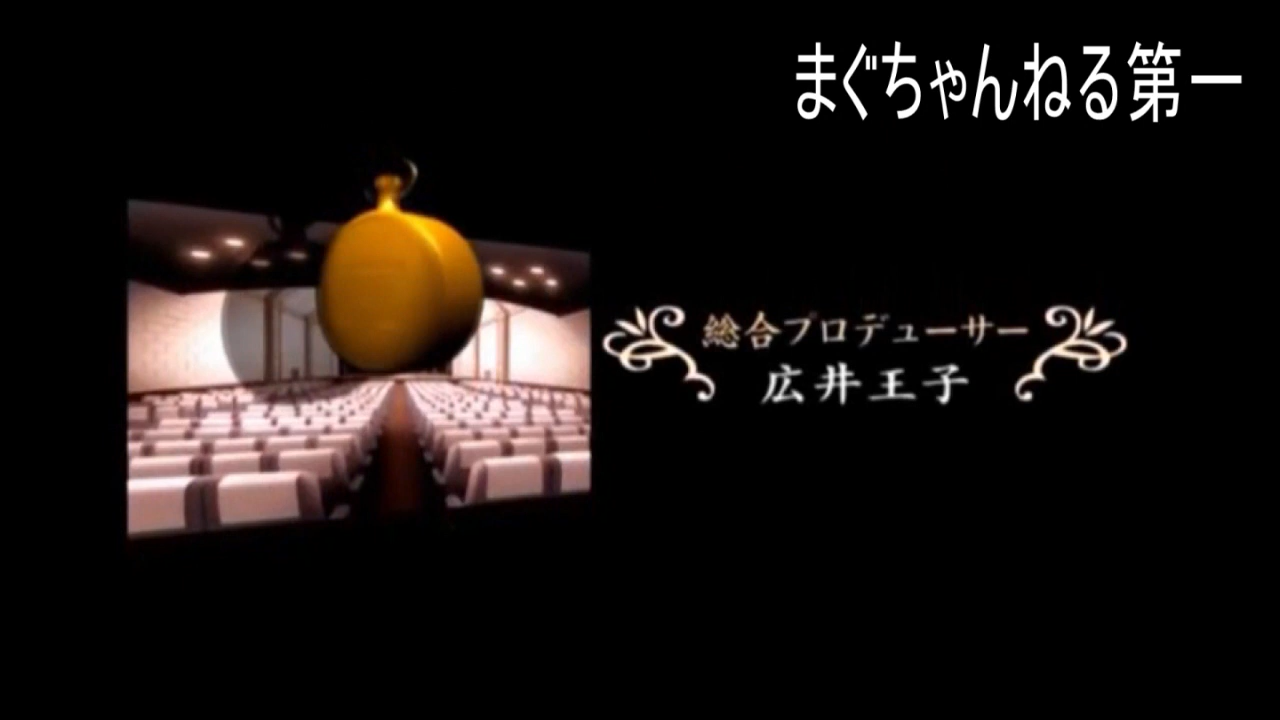 まぐちゃんねる第一
総合プロデューサー
広井王子